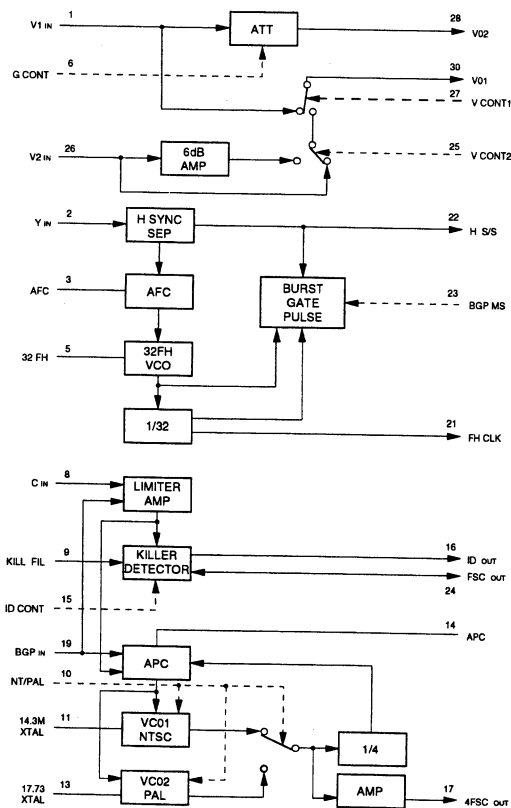 V1 IN 1
ATT
28 V02
G CONT 6
30 V01
27 V CONT1
V2 IN 26
6dB
AMP
25 V CONT2
Y IN 2
H SYNC
SEP
22 H S/S
AFC 3
AFC
BURST
GATE
PULSE
23 BGP MS
32 FH 5
32FH
VCO
1/32
21 FH CLK
C IN 8
LIMITER
AMP
KILL FIL 9
KILLER
DETECTOR
16 ID OUT
FSC OUT
24
ID CONT 15
14 APC
BGP IN 19
APC
NT/PAL 10
14.3M
XTAL 11
VC01
NTSC
1/4
17.73
XTAL 13
VC02
PAL
AMP
17 4FSC OUT